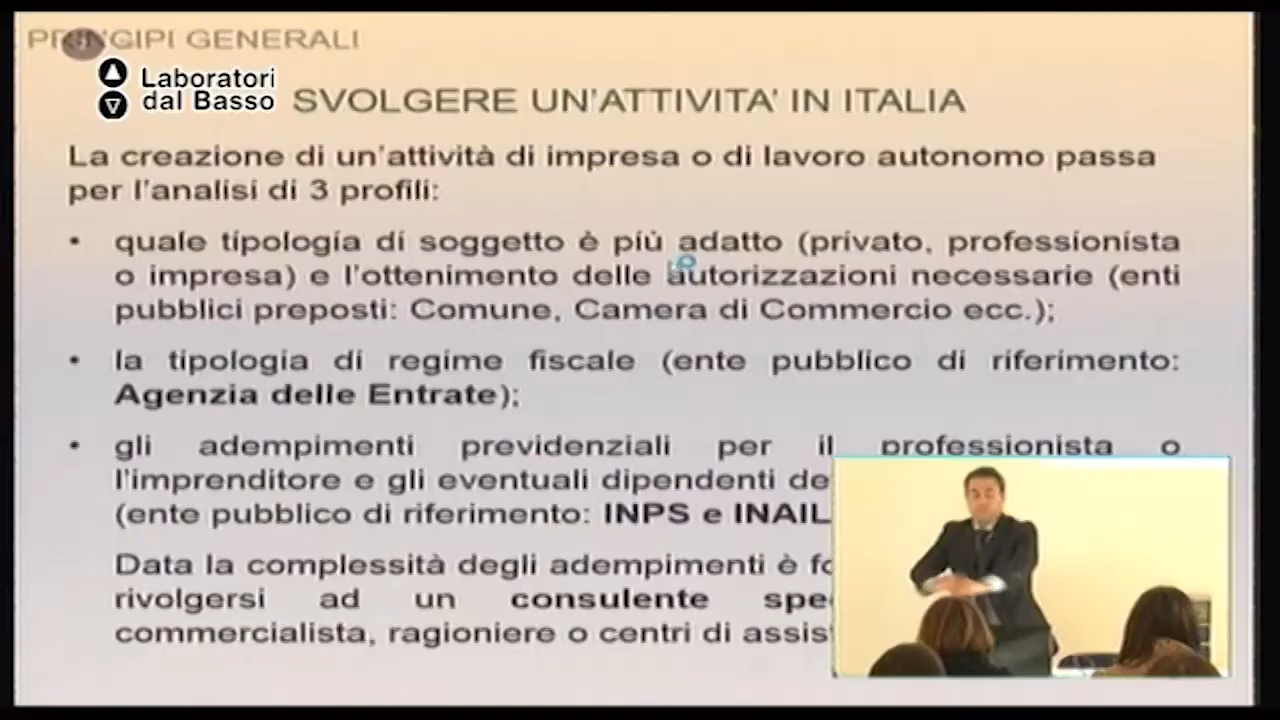 PRINCIPI GENERALI
Laboratori
dal Basso
SVOLGERE UN'ATTIVITA' IN ITALIA
La creazione di un'attività di impresa o di lavoro autonomo passa
per l'analisi di 3 profili:
• quale tipologia di soggetto è più adatto (privato, professionista
o impresa) e l'ottenimento delle autorizzazioni necessarie (enti
pubblici preposti: Comune, Camera di Commercio ecc.);
• la tipologia di regime fiscale (ente pubblico di riferimento:
Agenzia delle Entrate);
• gli adempimenti previdenziali per il professionista o
l'imprenditore e gli eventuali dipendenti
(ente pubblico di riferimento: INPS e INAIL
Data la complessità degli adempimenti è
rivolgersi ad un consulente
commercialista, ragioniere o centri di